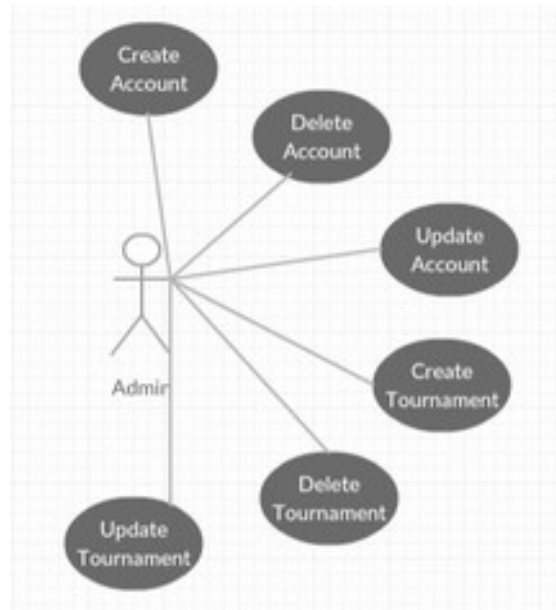 Create
Account
Delete
Account
Update
Account
Create
Tournament
Admin
Delete
Tournament
Update
Tournament